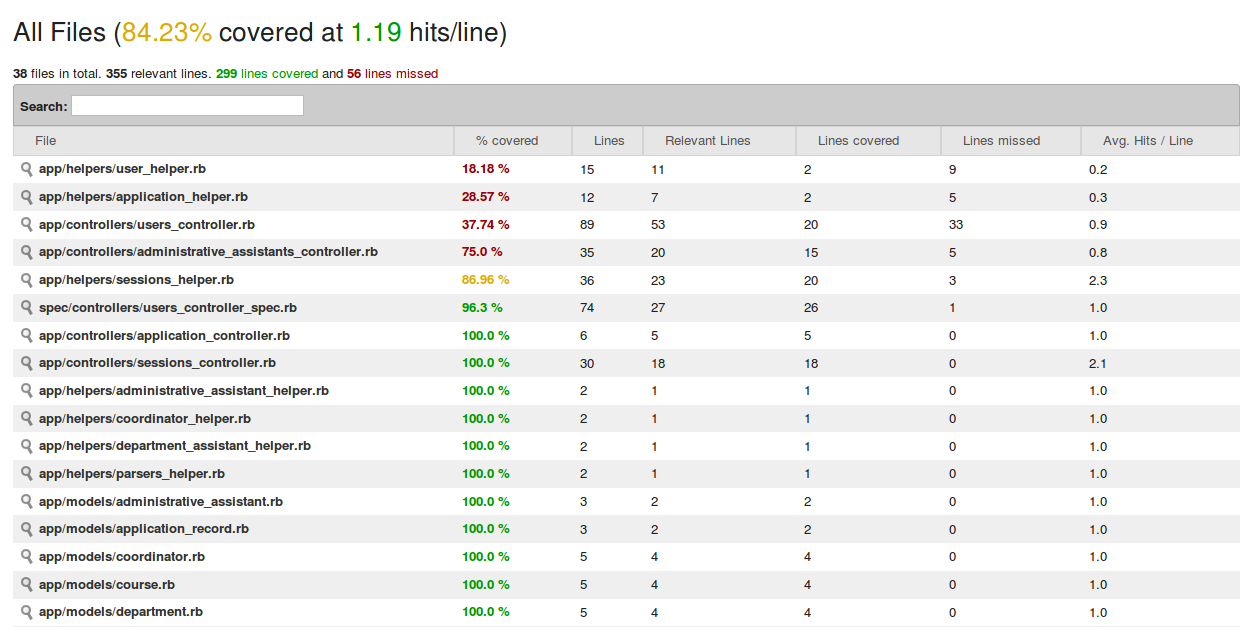 All Files (84.23% covered at 1.19 hits/line)
38 files in total. 355 relevant lines. 299 lines covered and 56 lines missed
Search:
File % covered Lines Relevant Lines Lines covered Lines missed Avg. Hits / Line
app/helpers/user_helper.rb 18.18 % 15 11 2 9 0.2
app/helpers/application_helper.rb 28.57 % 12 7 2 5 0.3
app/controllers/users_controller.rb 37.74 % 89 53 20 33 0.9
app/controllers/administrative_assistants_controller.rb 75.0 % 35 20 15 5 0.8
app/helpers/sessions_helper.rb 86.96 % 36 23 20 3 2.3
spec/controllers/users_controller_spec.rb 96.3 % 74 27 26 1 1.0
app/controllers/application_controller.rb 100.0 % 6 5 5 0 1.0
app/controllers/sessions_controller.rb 100.0 % 30 18 18 0 2.1
app/helpers/administrative_assistant_helper.rb 100.0 % 2 1 1 0 1.0
app/helpers/coordinator_helper.rb 100.0 % 2 1 1 0 1.0
app/helpers/department_assistant_helper.rb 100.0 % 2 1 1 0 1.0
app/helpers/parsers_helper.rb 100.0 % 2 1 1 0 1.0
app/models/administrative_assistant.rb 100.0 % 3 2 2 0 1.0
app/models/application_record.rb 100.0 % 3 2 2 0 1.0
app/models/coordinator.rb 100.0 % 5 4 4 0 1.0
app/models/course.rb 100.0 % 5 4 4 0 1.0
app/models/department.rb 100.0 % 5 4 4 0 1.0